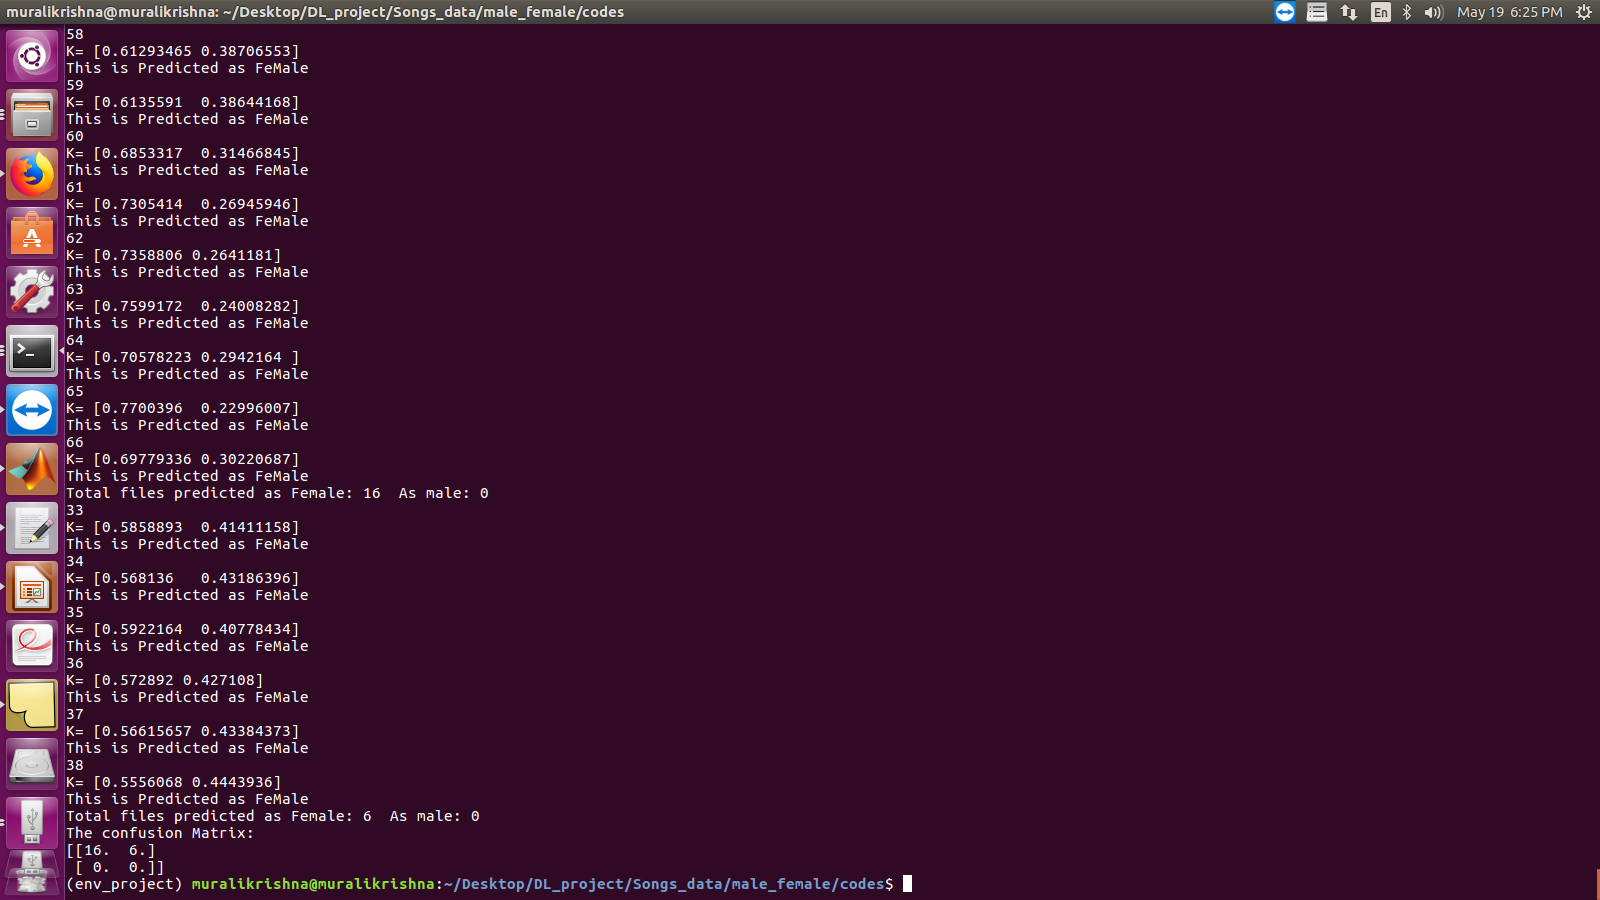 muralikrishna@muralikrishna: ~/Desktop/DL_project/Songs_data/male_female/codes
En
May 19 6:25 PM
58
K= [0.61293465 0.38706553]
This is Predicted as FeMale
59
K= [0.6135591  0.38644168]
This is Predicted as FeMale
60
K= [0.6853317  0.31466845]
This is Predicted as FeMale
61
K= [0.7305414  0.26945946]
This is Predicted as FeMale
62
K= [0.7358806 0.2641181]
This is Predicted as FeMale
63
K= [0.7599172  0.24008282]
This is Predicted as FeMale
64
K= [0.70578223 0.2942164 ]
This is Predicted as FeMale
65
K= [0.7700396  0.22996007]
This is Predicted as FeMale
66
K= [0.69779336 0.30220687]
This is Predicted as FeMale
Total files predicted as Female: 16  As male: 0
33
K= [0.5858893  0.41411158]
This is Predicted as FeMale
34
K= [0.568136   0.43186396]
This is Predicted as FeMale
35
K= [0.5922164  0.40778434]
This is Predicted as FeMale
36
K= [0.572892 0.427108]
This is Predicted as FeMale
37
K= [0.56615657 0.43384373]
This is Predicted as FeMale
38
K= [0.5556068 0.4443936]
This is Predicted as FeMale
Total files predicted as Female: 6  As male: 0
The confusion Matrix:
[[16.  6.]
 [ 0.  0.]]
(env_project) muralikrishna@muralikrishna:~/Desktop/DL_project/Songs_data/male_female/codes$